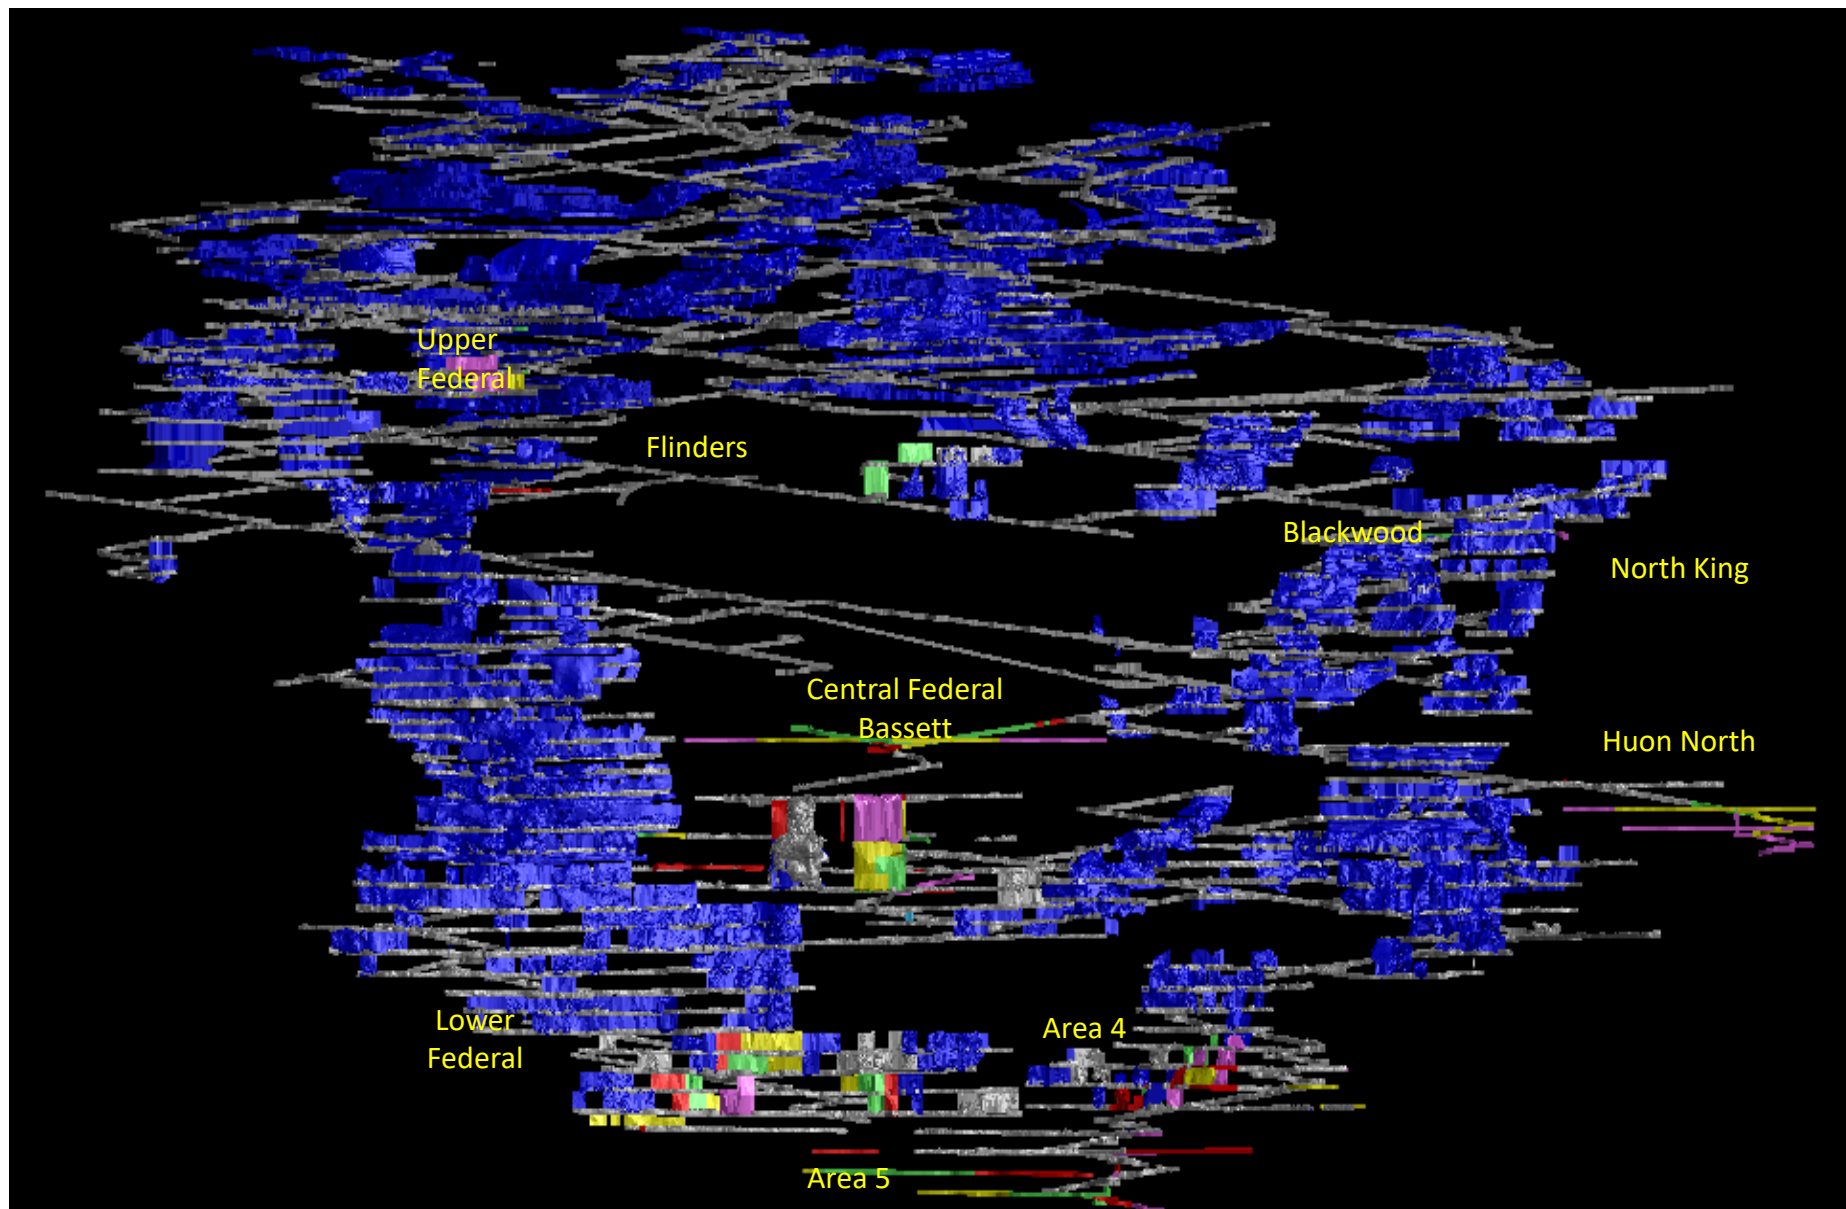 Upper
Federal
Flinders
Blackwood
North King
Central Federal
Bassett
Huon North
Lower
Federal
Area 4
Area 5